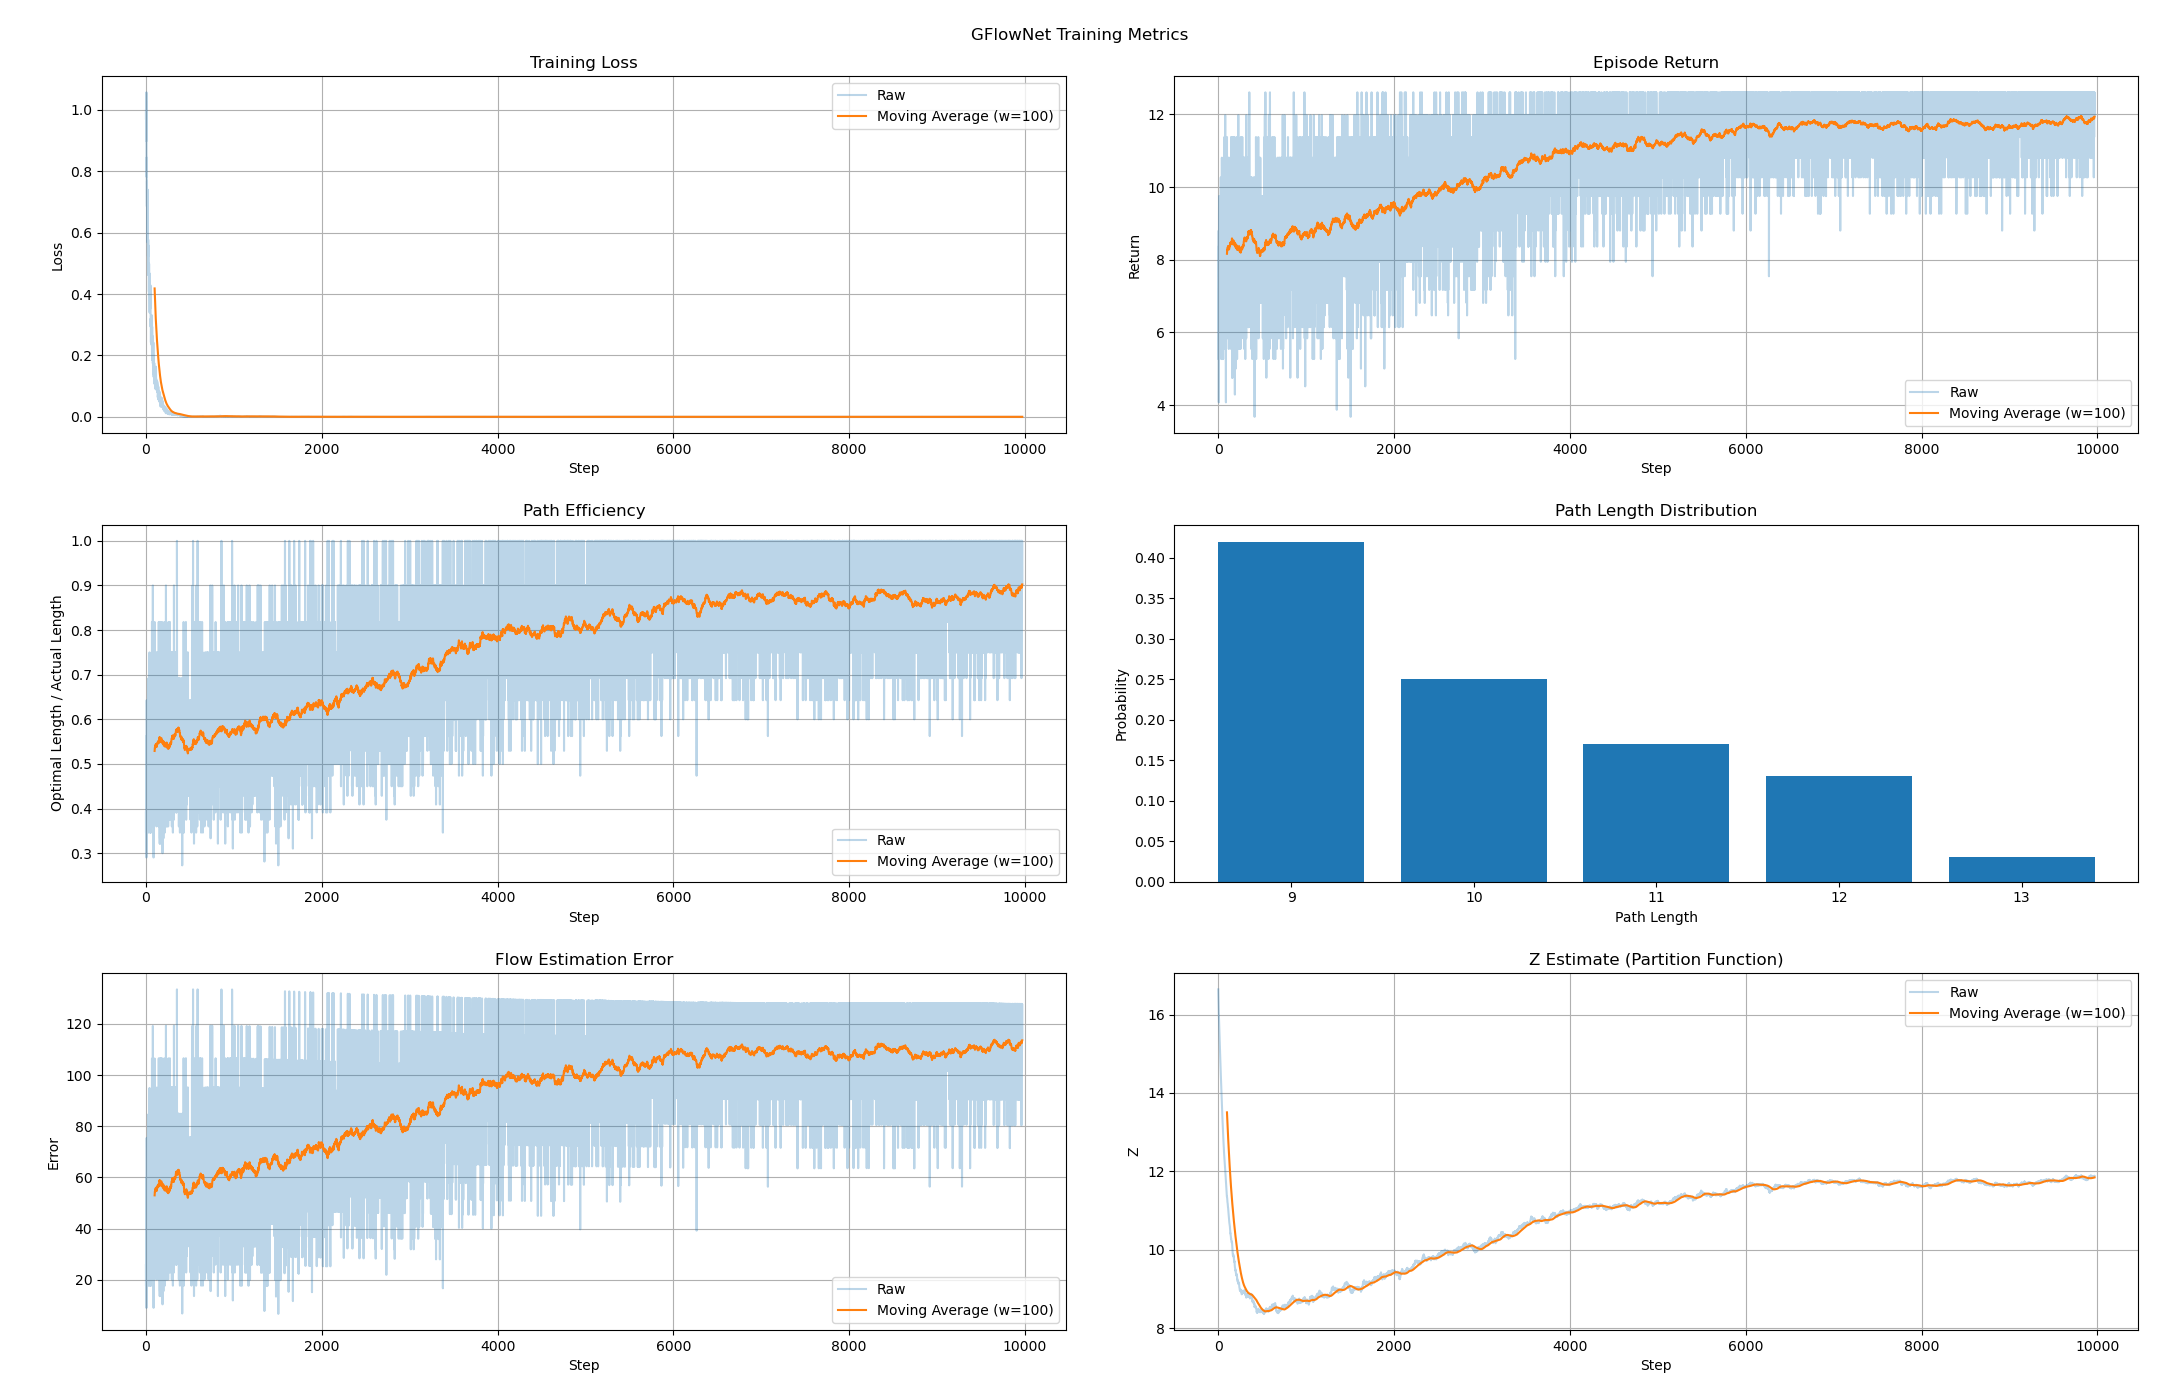 GFlowNet Training Metrics
Training Loss
1.0
0.8
0.6
0.4
0.2
0.0
Loss
0
2000
4000
6000
8000
10000
Step
Raw
Moving Average (w=100)
Episode Return
12
10
8
6
4
Return
0
2000
4000
6000
8000
10000
Step
Raw
Moving Average (w=100)
Path Efficiency
1.0
0.9
0.8
0.7
0.6
0.5
0.4
0.3
Optimal Length / Actual Length
0
2000
4000
6000
8000
10000
Step
Raw
Moving Average (w=100)
Path Length Distribution
0.40
0.35
0.30
0.25
0.20
0.15
0.10
0.05
0.00
Probability
9
10
11
12
13
Path Length
Flow Estimation Error
120
100
80
60
40
20
Error
0
2000
4000
6000
8000
10000
Step
Raw
Moving Average (w=100)
Z Estimate (Partition Function)
16
14
12
10
8
Z
0
2000
4000
6000
8000
10000
Step
Raw
Moving Average (w=100)